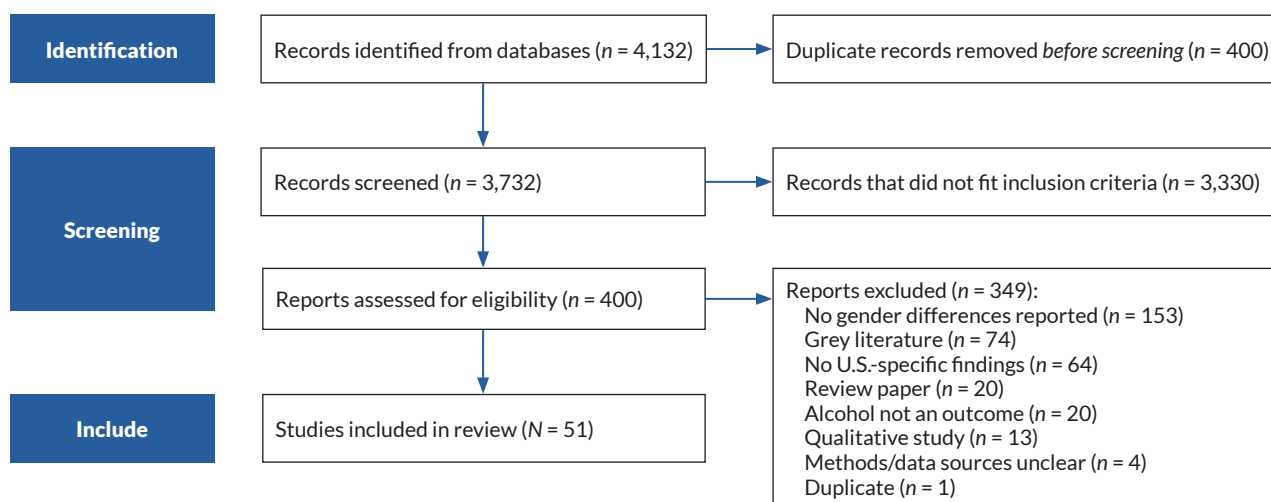 Identification
Records identified from databases (n = 4,132)
Duplicate records removed before screening (n = 400)
Screening
Records screened (n = 3,732)
Records that did not fit inclusion criteria (n = 3,330)
Reports assessed for eligibility (n = 400)
Reports excluded (n = 349):
No gender differences reported (n = 153)
Grey literature (n = 74)
No U.S.-specific findings (n = 64)
Review paper (n = 20)
Alcohol not an outcome (n = 20)
Qualitative study (n = 13)
Methods/data sources unclear (n = 4)
Duplicate (n = 1)
Include
Studies included in review (N = 51)